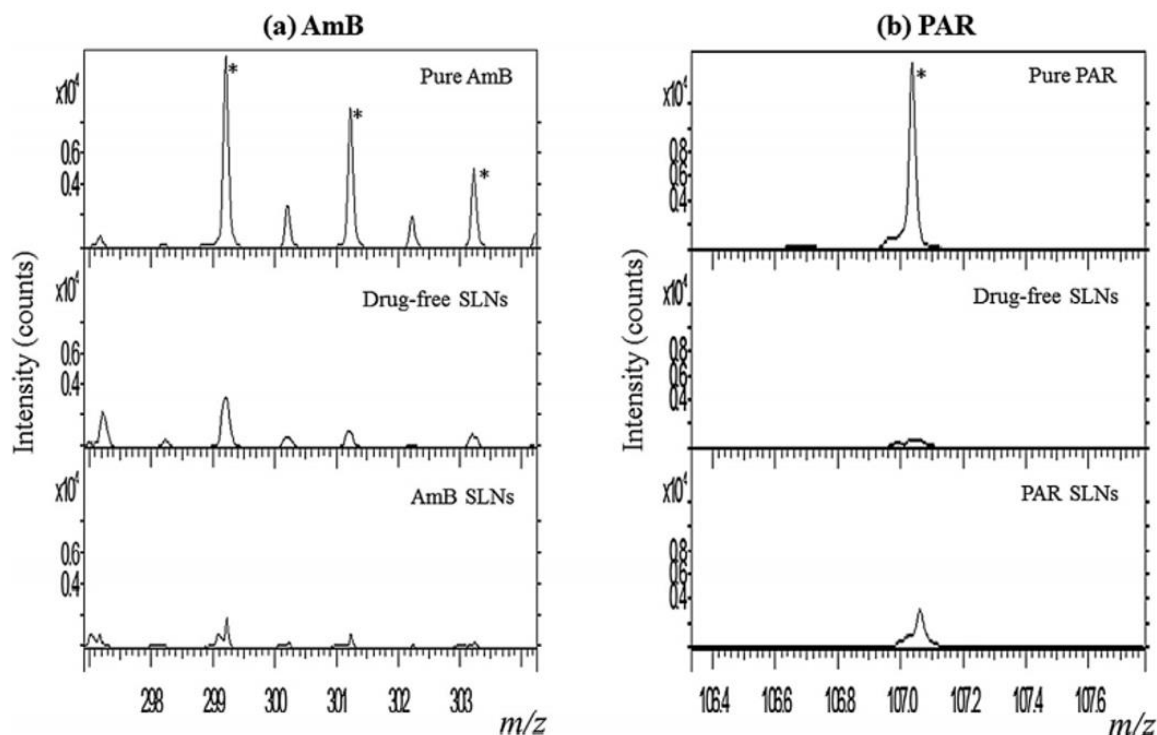 (a) AmB
Pure AmB
*
*
*
x10⁴
0.6
0.4
Drug-free SLNs
x10⁴
0.6
0.4
AmB SLNs
x10⁴
0.6
0.4
298 299 300 301 302 303
m/z
Intensity (counts)
(b) PAR
Pure PAR
*
x10⁴
0.8
0.6
0.4
Drug-free SLNs
x10⁴
0.8
0.6
0.4
PAR SLNs
x10⁴
0.8
0.6
0.4
106.4 106.6 106.8 107.0 107.2 107.4 107.6
m/z
Intensity (counts)